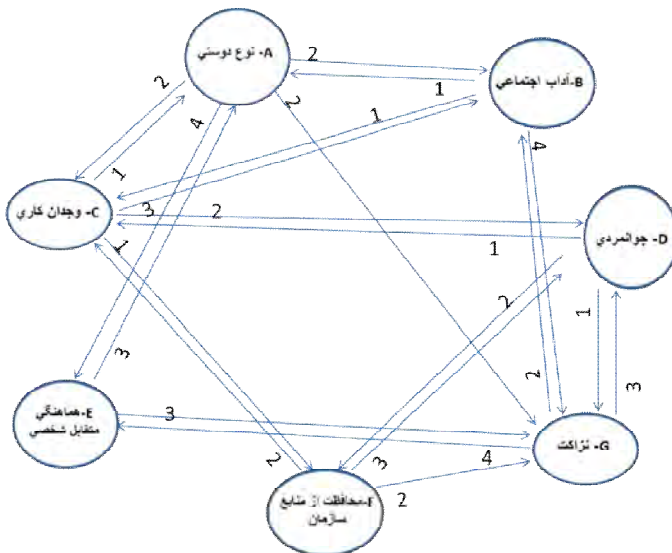 A- نوع دوستي
B-آداب اجتماعي
C- وجدان كاري
D- جوانمردي
E-هماهنگي
متقابل شخصي
F-محافظت از منابع
سازمان
G- نزاكت
2
1
2
2
1
4
1
3
2
1
1
4
3
2
1
2
3
2
3
4
2
3
2